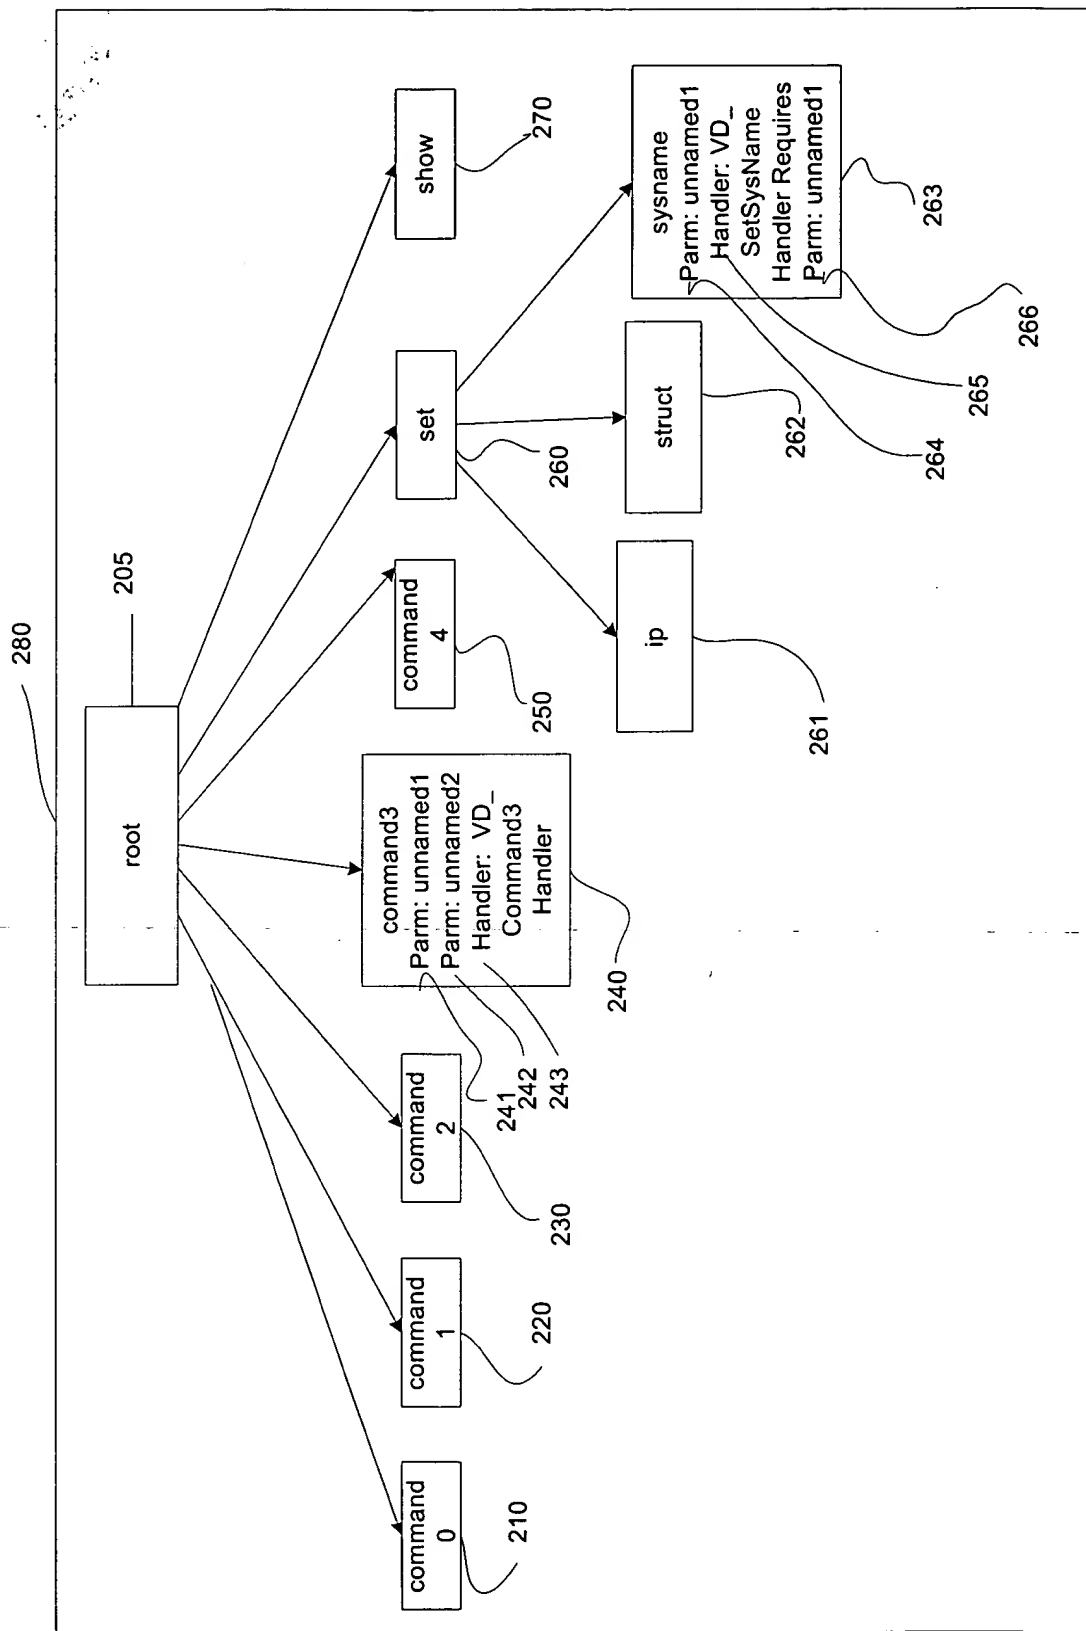 280
root
205
command
0
210
command
1
220
command
2
230
command3
Parm: unnamed1
Parm: unnamed2
Handler: VD_
Command3
Handler
241
242
243
240
command
4
250
set
260
show
270
ip
261
struct
262
sysname
Parm: unnamed1
Handler: VD_
SetSysName
Handler Requires
Parm: unnamed1
263
264
265
266